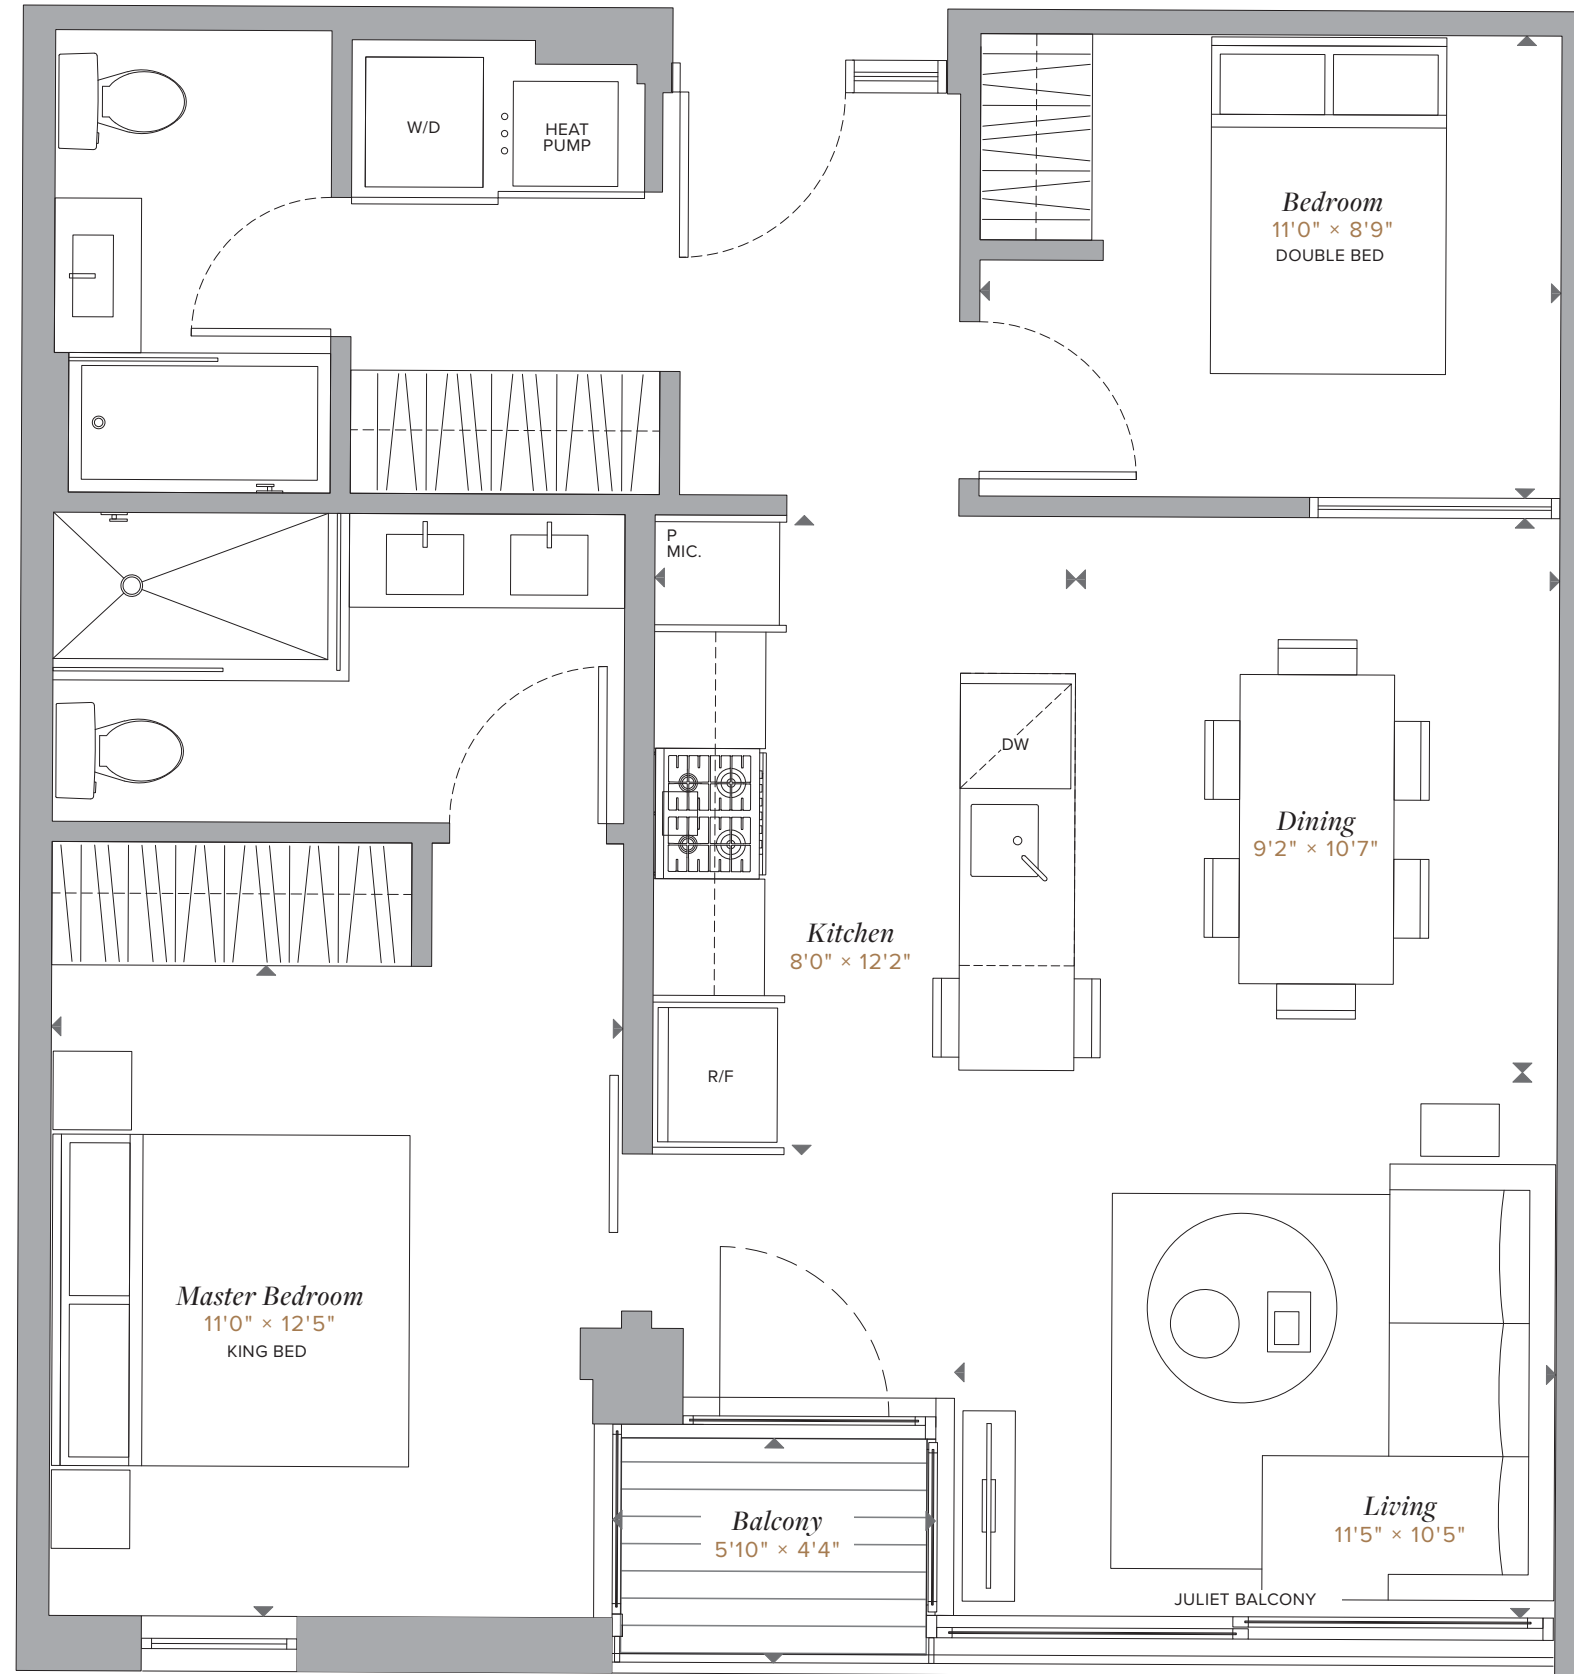 W/D
HEAT
PUMP
Bedroom
11'0" × 8'9"
DOUBLE BED
P
MIC.
DW
Dining
9'2" × 10'7"
Kitchen
8'0" × 12'2"
R/F
Master Bedroom
11'0" × 12'5"
KING BED
Balcony
5'10" × 4'4"
Living
11'5" × 10'5"
JULIET BALCONY